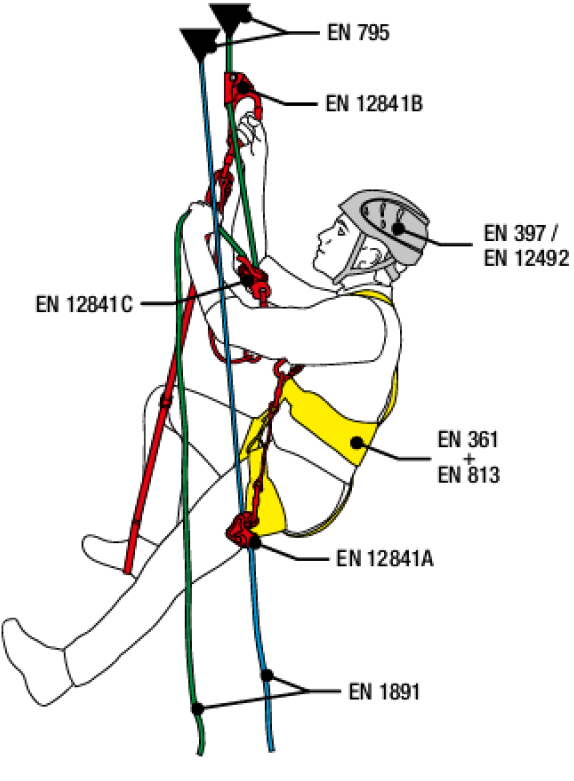 EN 795
EN 12841B
EN 397 /
EN 12492
EN 12841C
EN 361
+
EN 813
EN 12841A
EN 1891